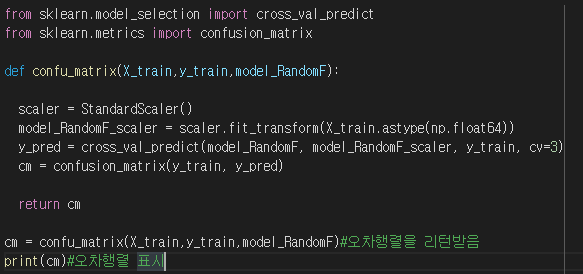 from sklearn.model_selection import cross_val_predict
from sklearn.metrics import confusion_matrix
def confu_matrix(X_train,y_train,model_RandomF):
scaler = StandardScaler()
model_RandomF_scaler = scaler.fit_transform(X_train.astype(np.float64))
y_pred = cross_val_predict(model_RandomF, model_RandomF_scaler, y_train, cv=3)
cm = confusion_matrix(y_train, y_pred)
return cm
cm = confu_matrix(X_train,y_train,model_RandomF)#오차행렬을 리턴받음
print(cm)#오차행렬 표시